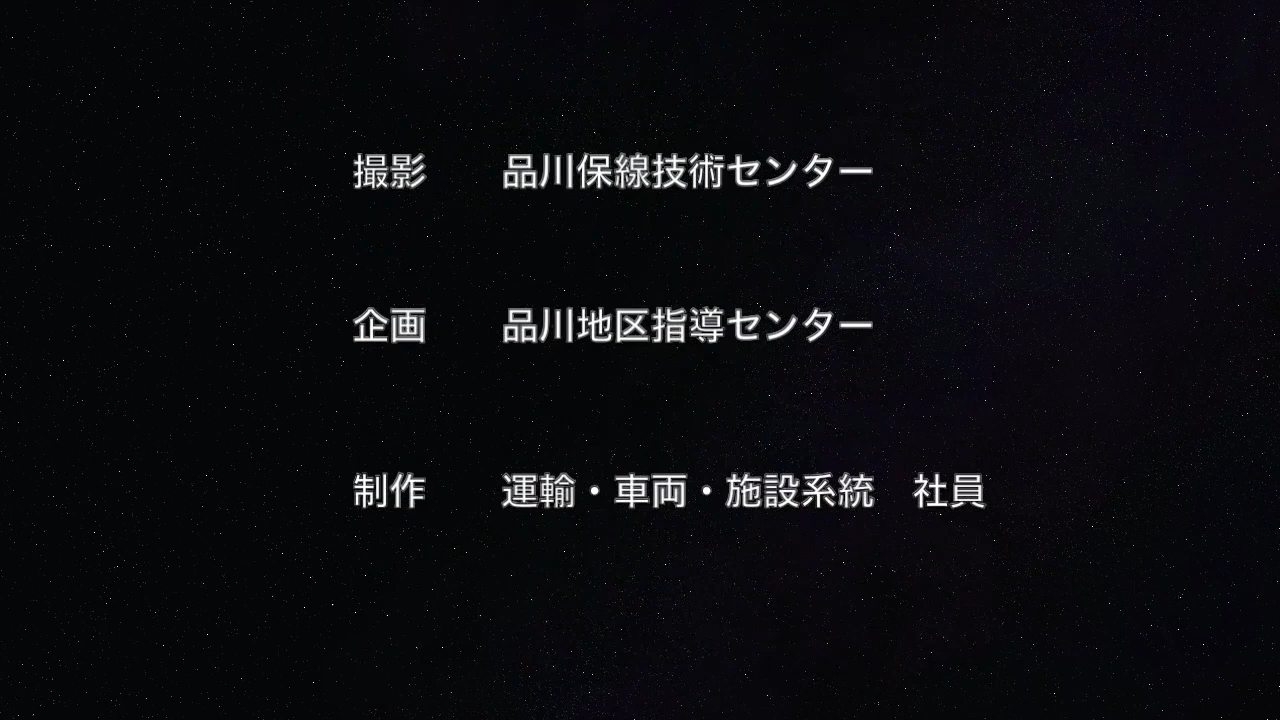 撮影　　品川保線技術センター
企画　　品川地区指導センター
制作　　運輸・車両・施設系統　社員